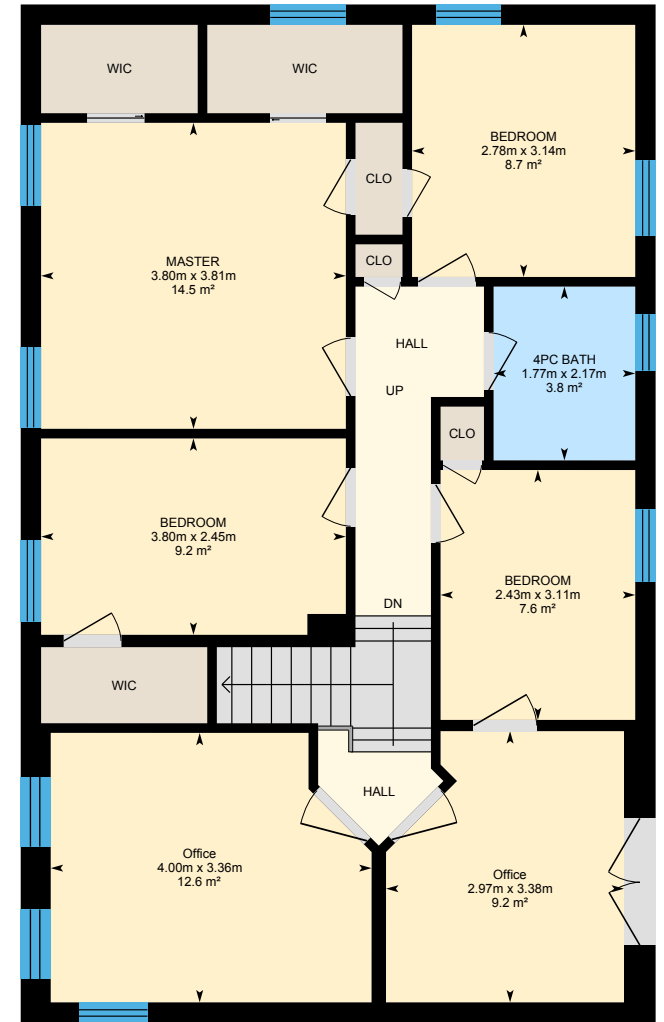 WIC
WIC
BEDROOM
2.78m x 3.14m
8.7 m²
CLO
MASTER
3.80m x 3.81m
14.5 m²
CLO
HALL
4PC BATH
1.77m x 2.17m
3.8 m²
UP
CLO
BEDROOM
3.80m x 2.45m
9.2 m²
BEDROOM
2.43m x 3.11m
7.6 m²
DN
WIC
HALL
Office
4.00m x 3.36m
12.6 m²
Office
2.97m x 3.38m
9.2 m²